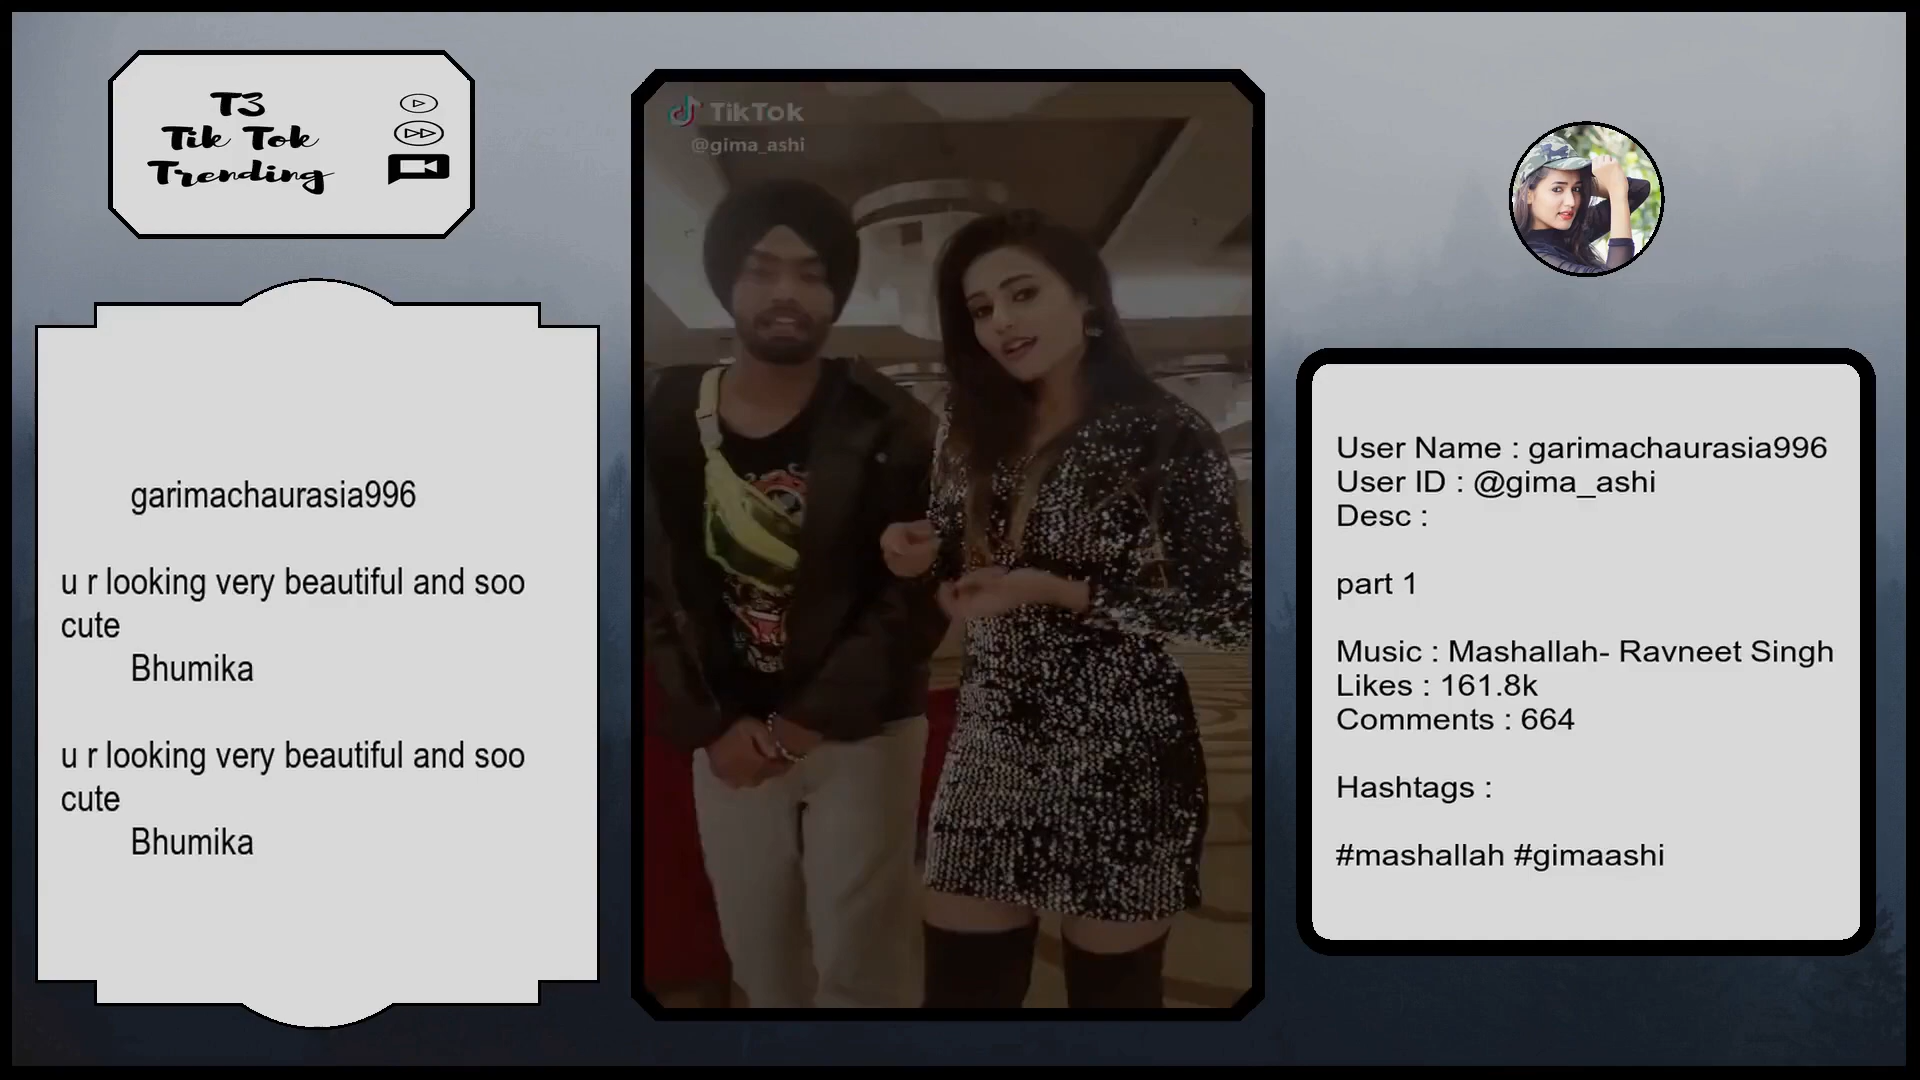 T3
Tik Tok
Trending
garimachaurasia996
u r looking very beautiful and soo
cute
Bhumika
u r looking very beautiful and soo
cute
Bhumika
TikTok
@gima_ashi
User Name : garimachaurasia996
User ID : @gima_ashi
Desc :
part 1
Music : Mashallah- Ravneet Singh
Likes : 161.8k
Comments : 664
Hashtags :
#mashallah #gimaashi